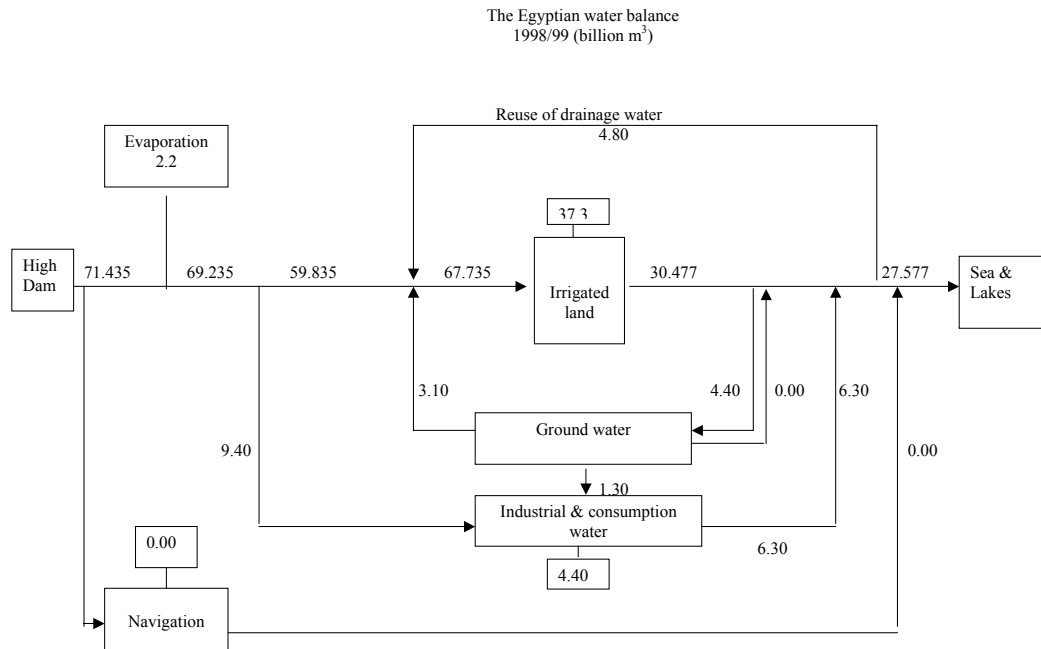 The Egyptian water balance
1998/99 (billion m³)
Reuse of drainage water
4.80
Evaporation
2.2
37.3
High
Dam
71.435
69.235
59.835
67.735
Irrigated
land
30.477
27.577
Sea &
Lakes
3.10
4.40
0.00
6.30
Ground water
9.40
0.00
1.30
Industrial & consumption
water
6.30
0.00
4.40
Navigation